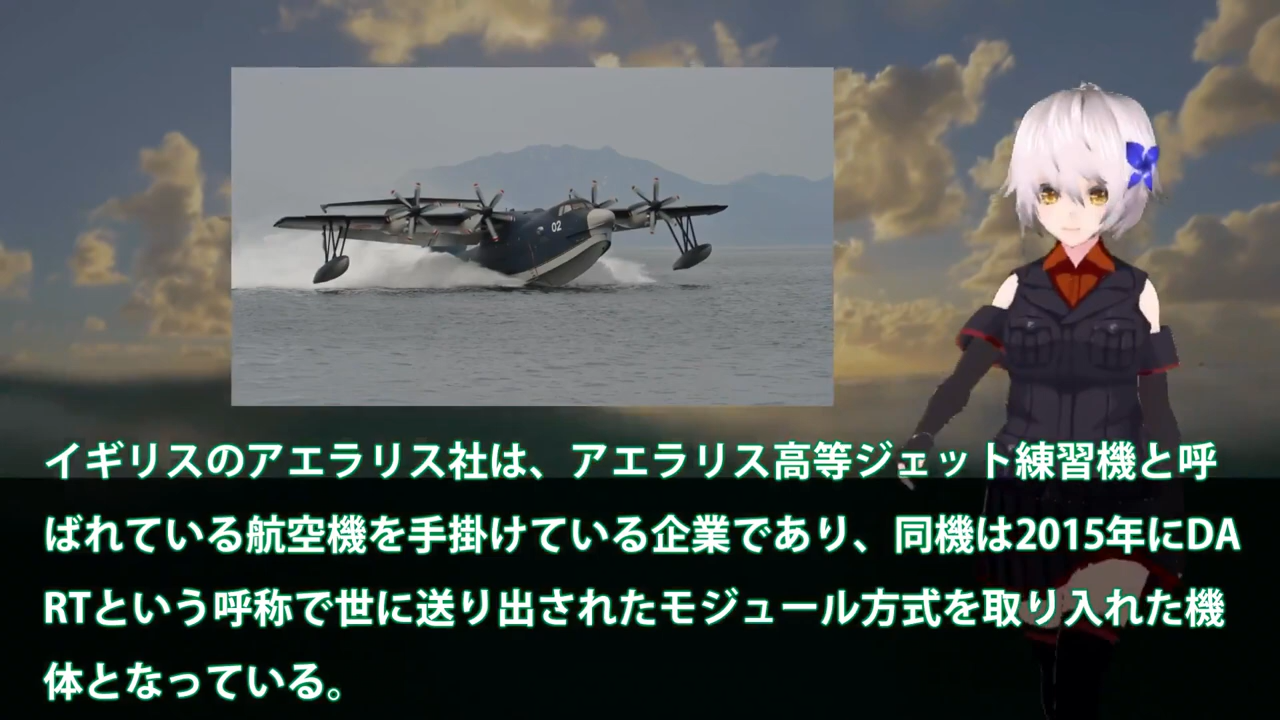 02
イギリスのアエラリス社は、アエラリス高等ジェット練習機と呼
ばれている航空機を手掛けている企業であり、同機は2015年にDA
RTという呼称で世に送り出されたモジュール方式を取り入れた機
体となっている。